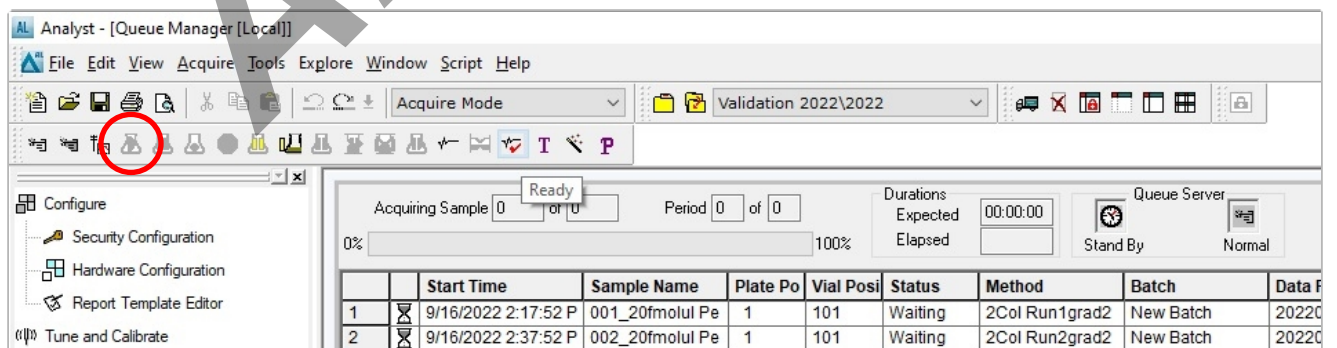 AL Analyst - [Queue Manager [Local]]
File Edit View Acquire Tools Explore Window Script Help
Acquire Mode Validation 2022\2022
T P
Ready
Configure
Security Configuration
Hardware Configuration
Report Template Editor
Tune and Calibrate
Acquiring Sample 0 of 0 Period 0 of 0
0% 100%
Durations
Expected 00:00:00
Elapsed
Queue Server
Stand By Normal
Start Time Sample Name Plate Po Vial Posi Status Method Batch Data F
1 9/16/2022 2:17:52 P 001_20fmolul Pe 1 101 Waiting 2Col Run1grad2 New Batch 20220
2 9/16/2022 2:37:52 P 002_20fmolul Pe 1 101 Waiting 2Col Run2grad2 New Batch 20220